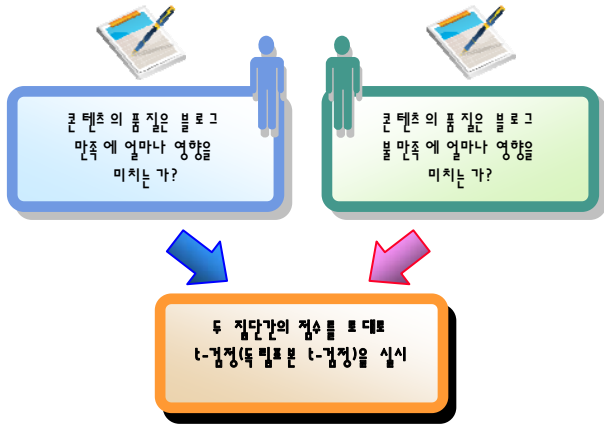 콘텐츠의 품질은 블로그
만족에 얼마나 영향을
미치는가?
콘텐츠의 품질은 블로그
불만족에 얼마나 영향을
미치는가?
두 집단간의 점수를 토대로
t-검정(독립표본 t-검정)을 실시